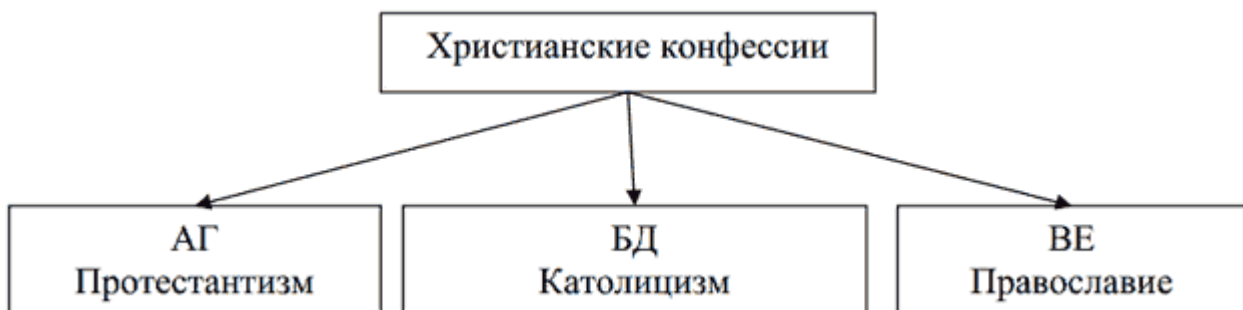 Христианские конфессии
АГ
Протестантизм
БД
Католицизм
ВЕ
Православие